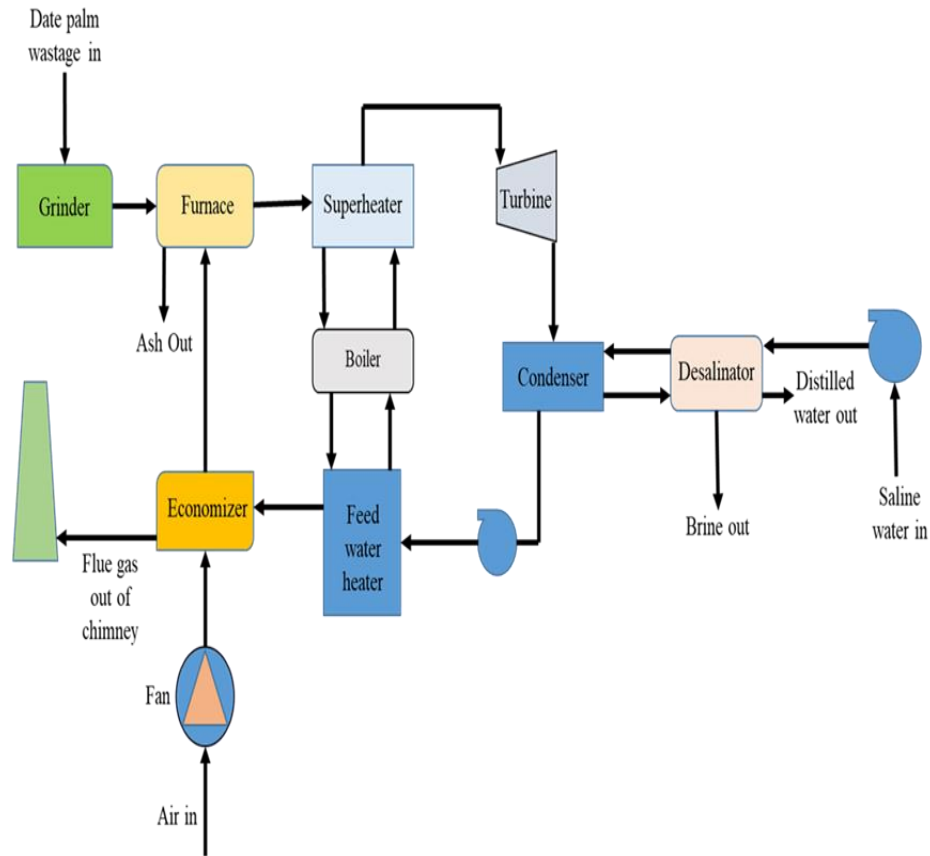 Date palm
wastage in
Grinder
Furnace
Superheater
Turbine
Ash Out
Boiler
Condenser
Desalinator
Distilled
water out
Saline
water in
Brine out
Economizer
Feed
water
heater
Flue gas
out of
chimney
Fan
Air in